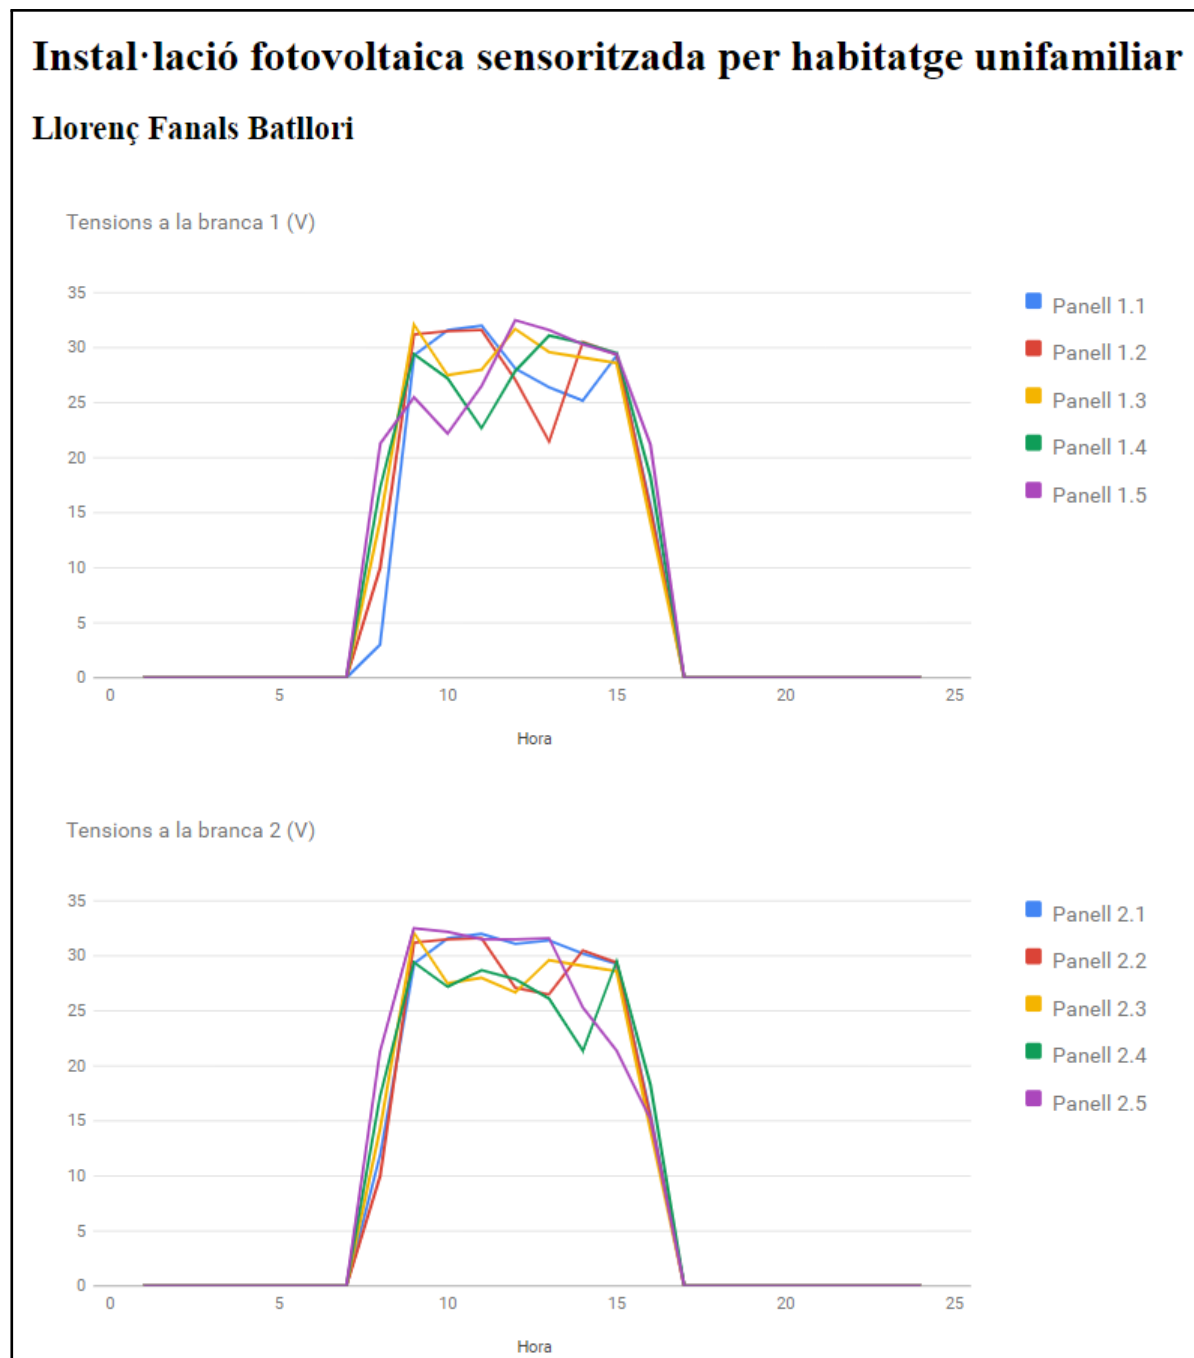 Instal·lació fotovoltaica sensoritzada per habitatge unifamiliar
Llorenç Fanals Batllori
Tensions a la branca 1 (V)
35
30
25
20
15
10
5
0
0 5 10 15 20 25
Hora
Panell 1.1
Panell 1.2
Panell 1.3
Panell 1.4
Panell 1.5
Tensions a la branca 2 (V)
35
30
25
20
15
10
5
0
0 5 10 15 20 25
Hora
Panell 2.1
Panell 2.2
Panell 2.3
Panell 2.4
Panell 2.5